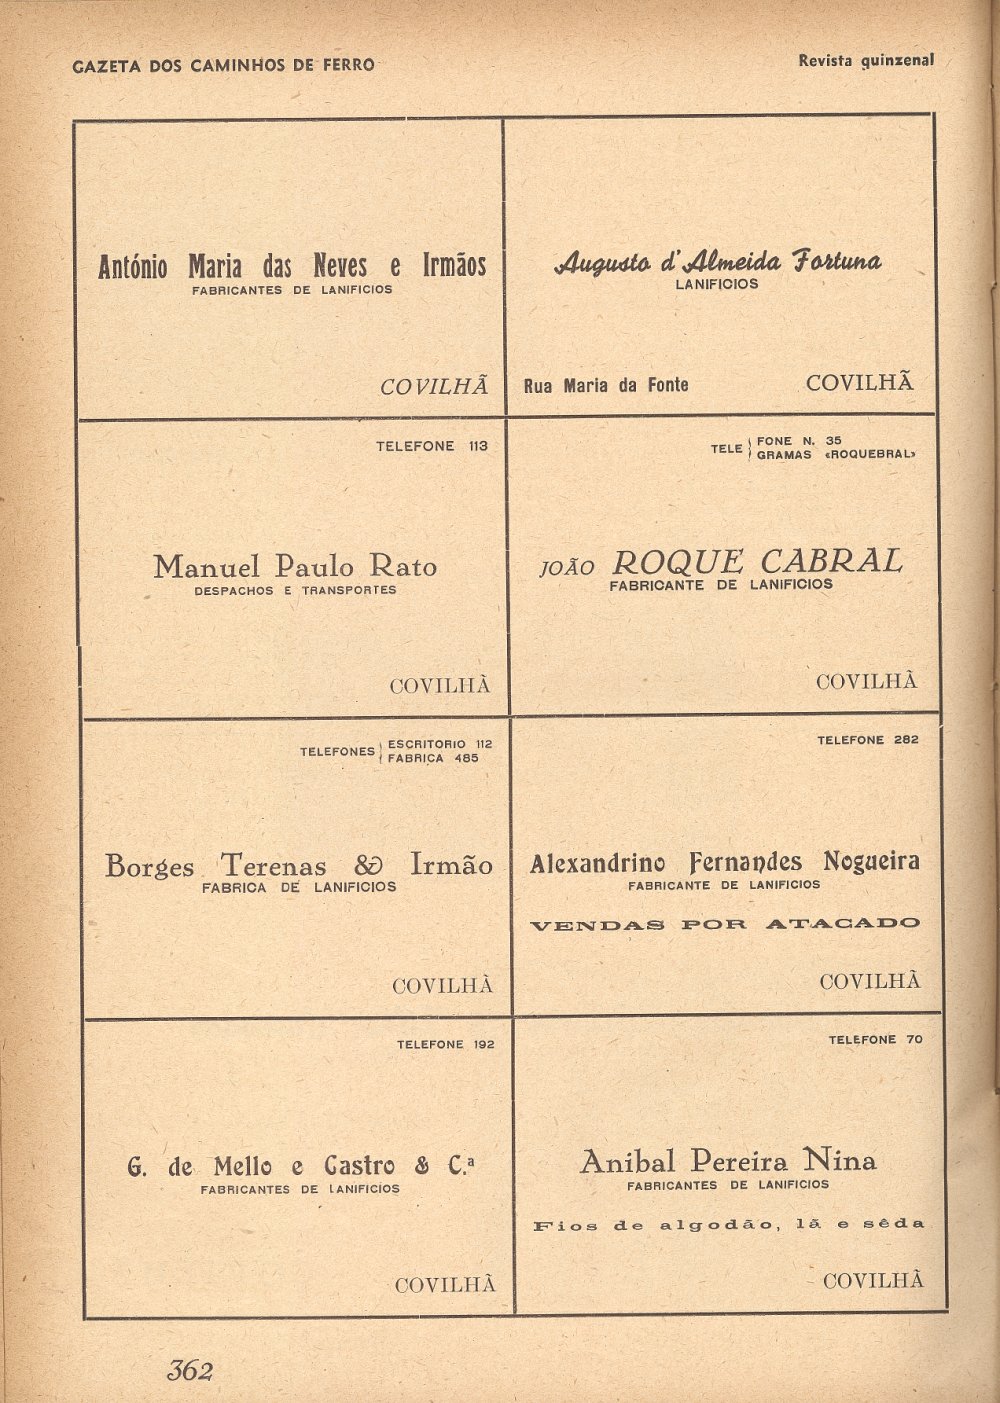 GAZETA DOS CAMINHOS DE FERRO
Revista quinzenal
António Maria das Neves e Irmãos
FABRICANTES DE LANIFICIOS
COVILHÃ
Augusto d'Almeida Fortuna
LANIFICIOS
Rua Maria da Fonte COVILHÃ
TELEFONE 113
Manuel Paulo Rato
DESPACHOS E TRANSPORTES
COVILHÃ
TELE FONE N. 35
GRAMAS «ROQUEBRAL»
JOÃO ROQUE CABRAL
FABRICANTE DE LANIFICIOS
COVILHÃ
TELEFONES ESCRITORIO 112
FABRICA 485
Borges Terenas & Irmão
FABRICA DE LANIFICIOS
COVILHÃ
TELEFONE 282
Alexandrino Fernandes Nogueira
FABRICANTE DE LANIFICIOS
VENDAS POR ATACADO
COVILHÃ
TELEFONE 192
G. de Mello e Castro & C.ª
FABRICANTES DE LANIFICIOS
COVILHÃ
TELEFONE 70
Anibal Pereira Nina
FABRICANTES DE LANIFICIOS
Fios de algodão, lã e sêda
COVILHÃ
362